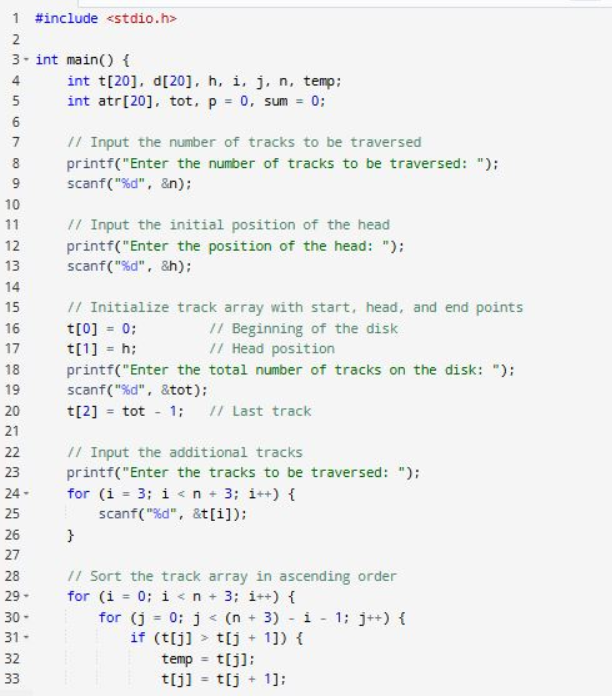 1 #include <stdio.h>
2
3 int main() {
4 int t[20], d[20], h, i, j, n, temp;
5 int atr[20], tot, p = 0, sum = 0;
6
7 // Input the number of tracks to be traversed
8 printf("Enter the number of tracks to be traversed: ");
9 scanf("%d", &n);
10
11 // Input the initial position of the head
12 printf("Enter the position of the head: ");
13 scanf("%d", &h);
14
15 // Initialize track array with start, head, and end points
16 t[0] = 0; // Beginning of the disk
17 t[1] = h; // Head position
18 printf("Enter the total number of tracks on the disk: ");
19 scanf("%d", &tot);
20 t[2] = tot - 1; // Last track
21
22 // Input the additional tracks
23 printf("Enter the tracks to be traversed: ");
24 for (i = 3; i < n + 3; i++) {
25 scanf("%d", &t[i]);
26 }
27
28 // Sort the track array in ascending order
29 for (i = 0; i < n + 3; i++) {
30 for (j = 0; j < (n + 3) - i - 1; j++) {
31 if (t[j] > t[j + 1]) {
32 temp = t[j];
33 t[j] = t[j + 1];